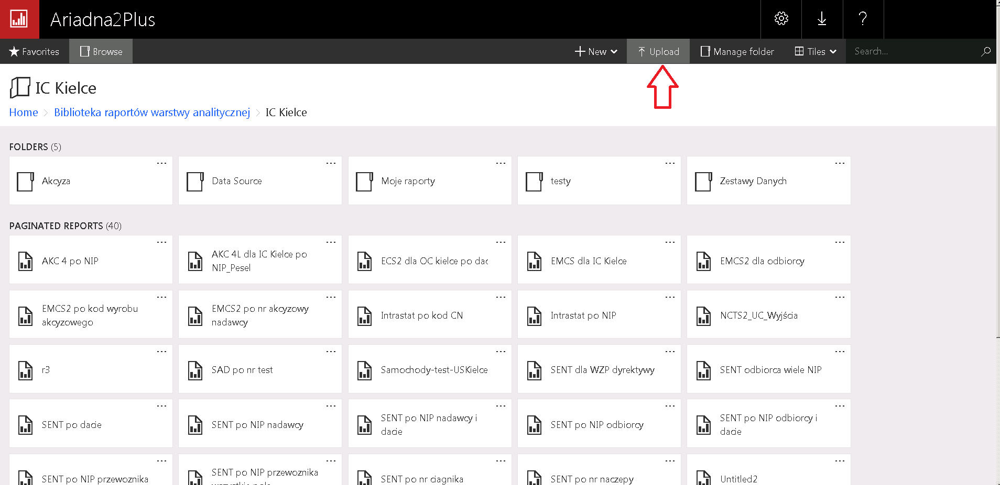 Ariadna2Plus
?
Favorites
Browse
New
Upload
Manage folder
Tiles
Search...
IC Kielce
Home > Biblioteka raportów warstwy analitycznej > IC Kielce
FOLDERS (5)
Akcyza
Data Source
Moje raporty
testy
Zestawy Danych
PAGINATED REPORTS (40)
AKC 4 po NIP
AKC 4L dla IC Kielce po
NIP_Pesel
ECS2 dla OC kielce po dac
EMCS dla IC Kielce
EMCS2 dla odbiorcy
EMCS2 po kod wyrobu
akcyzowego
EMCS2 po nr akcyzowy
nadawcy
Intrastat po kod CN
Intrastat po NIP
NCTS2_UC_Wyjścia
r3
SAD po nr test
Samochody-test-USKielce
SENT dla WZP dyrektywy
SENT odbiorca wiele NIP
SENT po dacie
SENT po NIP nadawcy
SENT po NIP nadawcy i
dacie
SENT po NIP odbiorcy
SENT po NIP odbiorcy i
dacie
SENT po NIP przewoznika
SENT po NIP przewoznika
SENT po nr ciagnika
SENT po nr naczepy
Untitled2